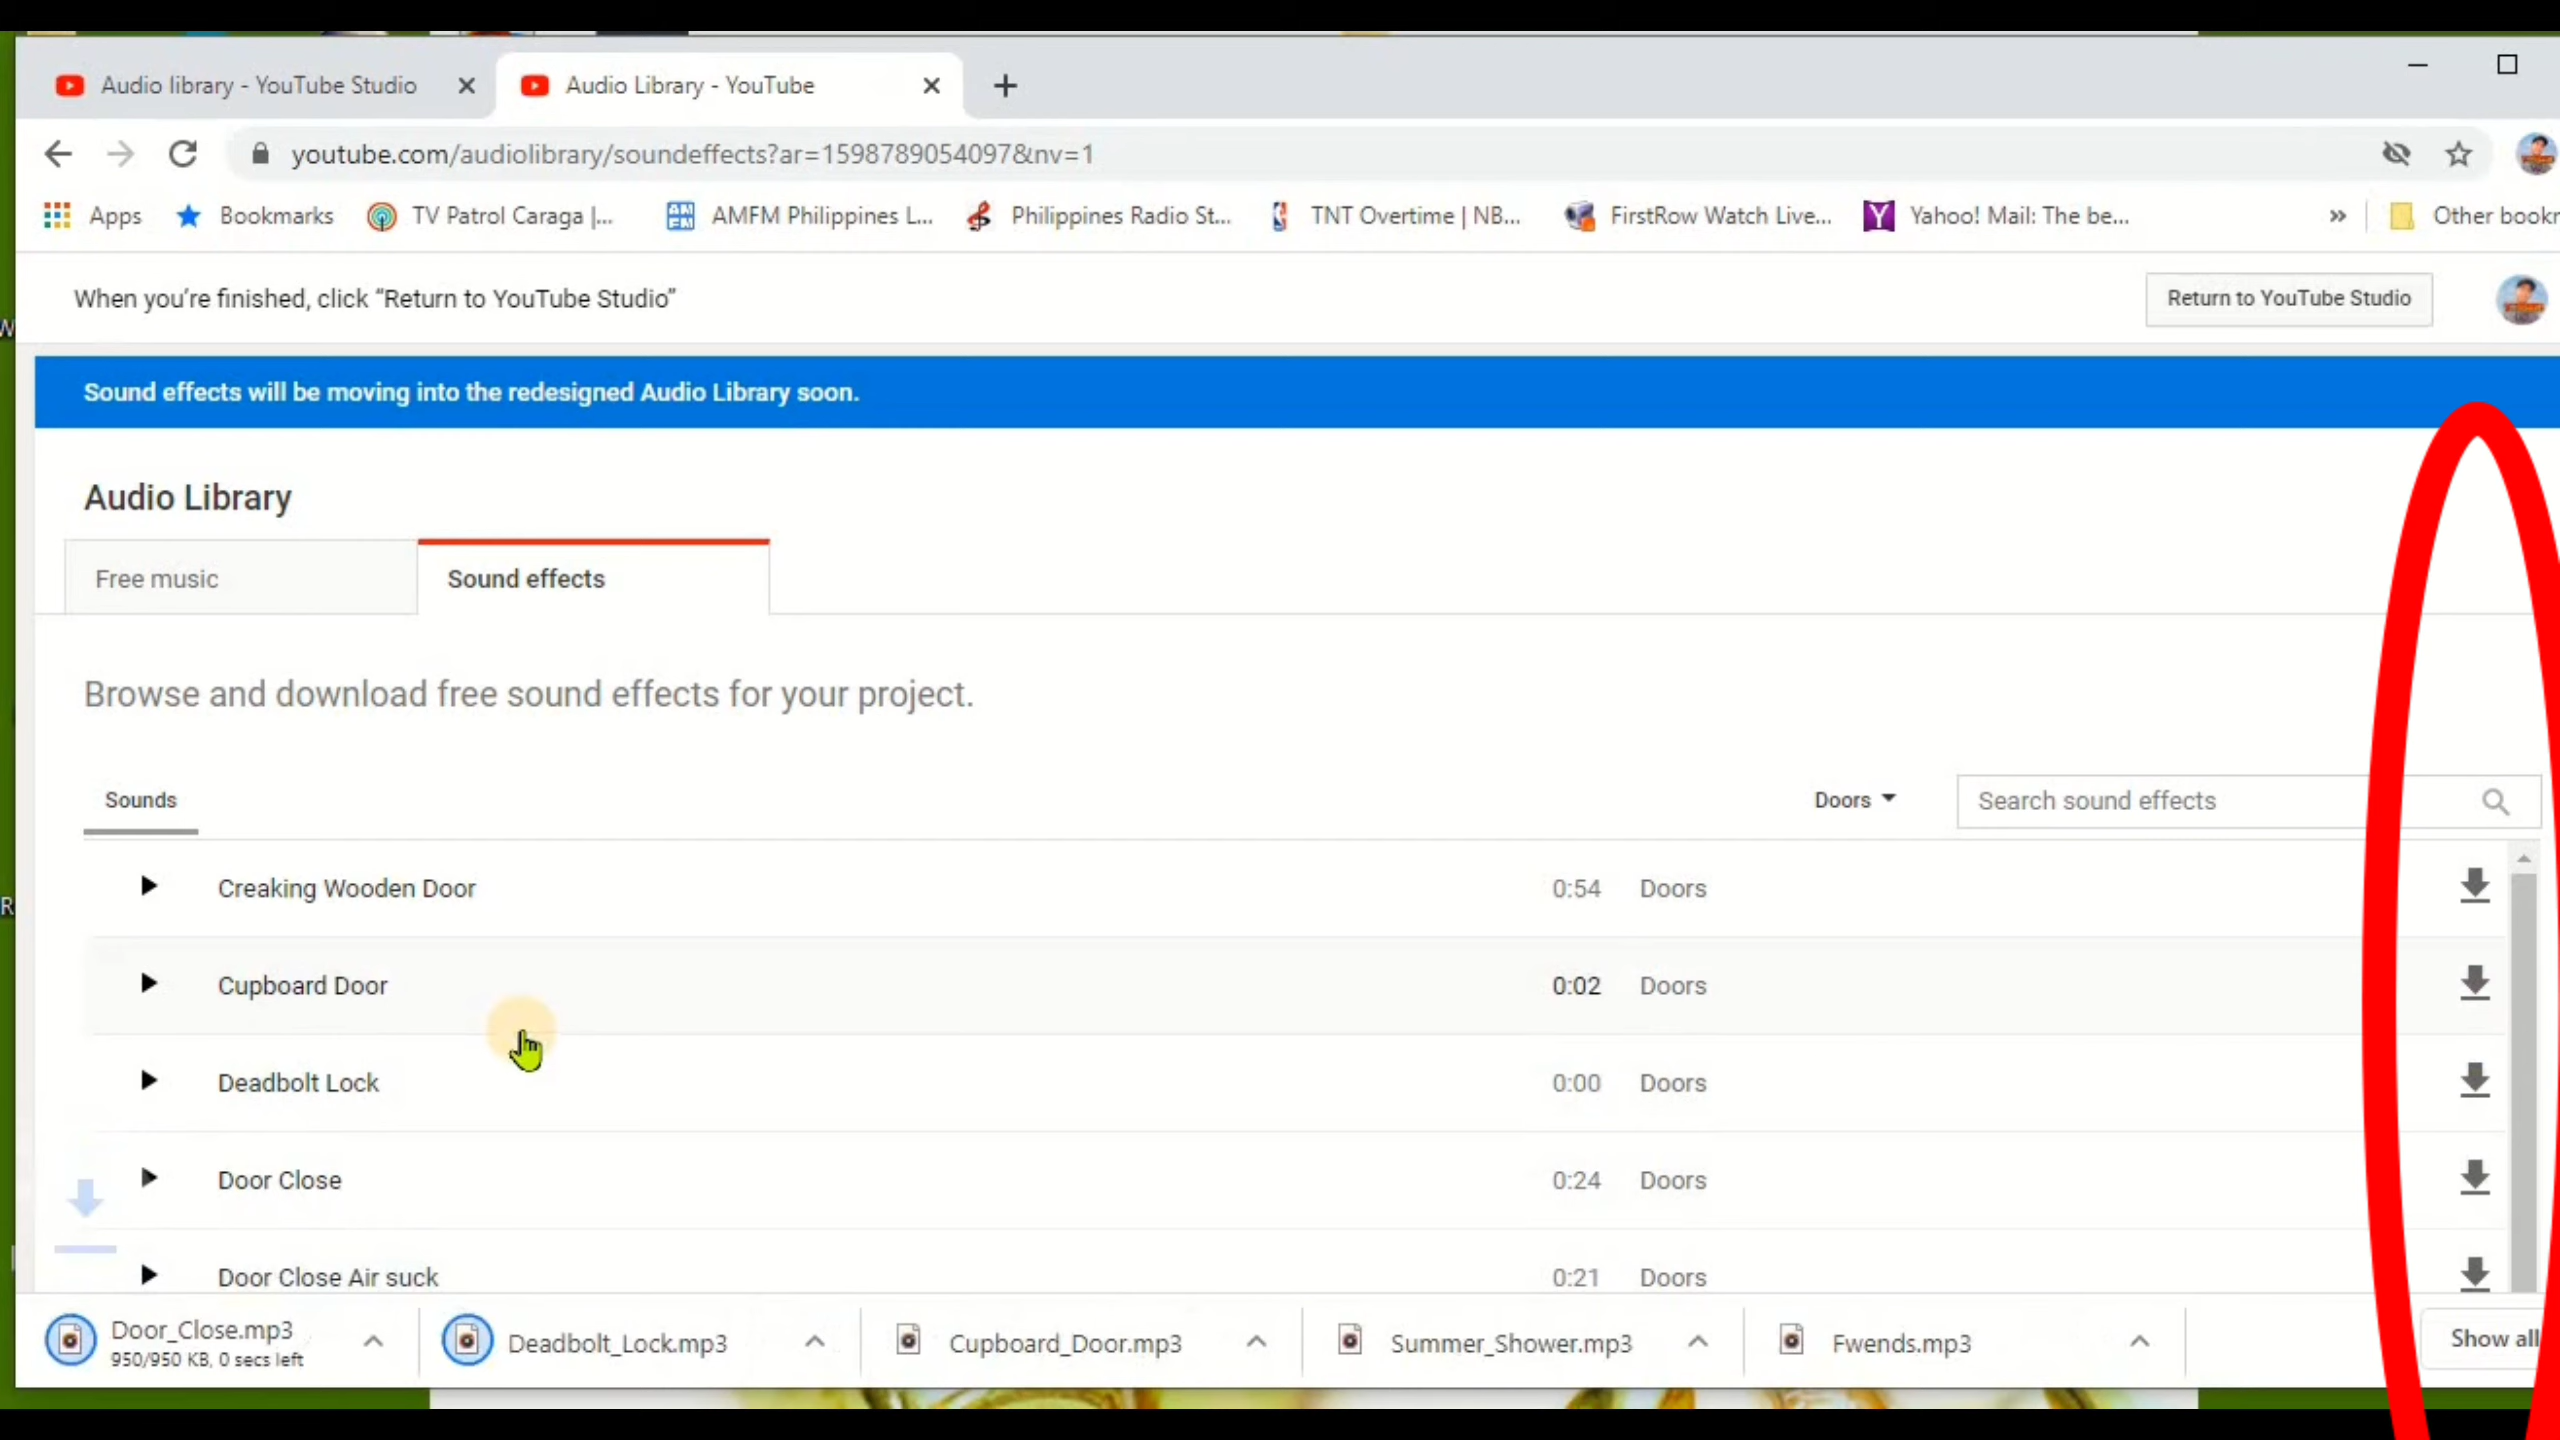 Audio library - YouTube Studio
Audio Library - YouTube
youtube.com/audiolibrary/soundeffects?ar=1598789054097&nv=1
Apps
Bookmarks
TV Patrol Caraga |...
AMFM Philippines L...
Philippines Radio St...
TNT Overtime | NB...
FirstRow Watch Live...
Yahoo! Mail: The be...
»
Other bookr
When you're finished, click “Return to YouTube Studio”
Return to YouTube Studio
Sound effects will be moving into the redesigned Audio Library soon.
Audio Library
Free music
Sound effects
Browse and download free sound effects for your project.
Sounds
Doors
Search sound effects
Creaking Wooden Door 0:54 Doors
Cupboard Door 0:02 Doors
Deadbolt Lock 0:00 Doors
Door Close 0:24 Doors
Door Close Air suck 0:21 Doors
Door_Close.mp3
950/950 KB, 0 secs left
Deadbolt_Lock.mp3
Cupboard_Door.mp3
Summer_Shower.mp3
Fwends.mp3
Show all